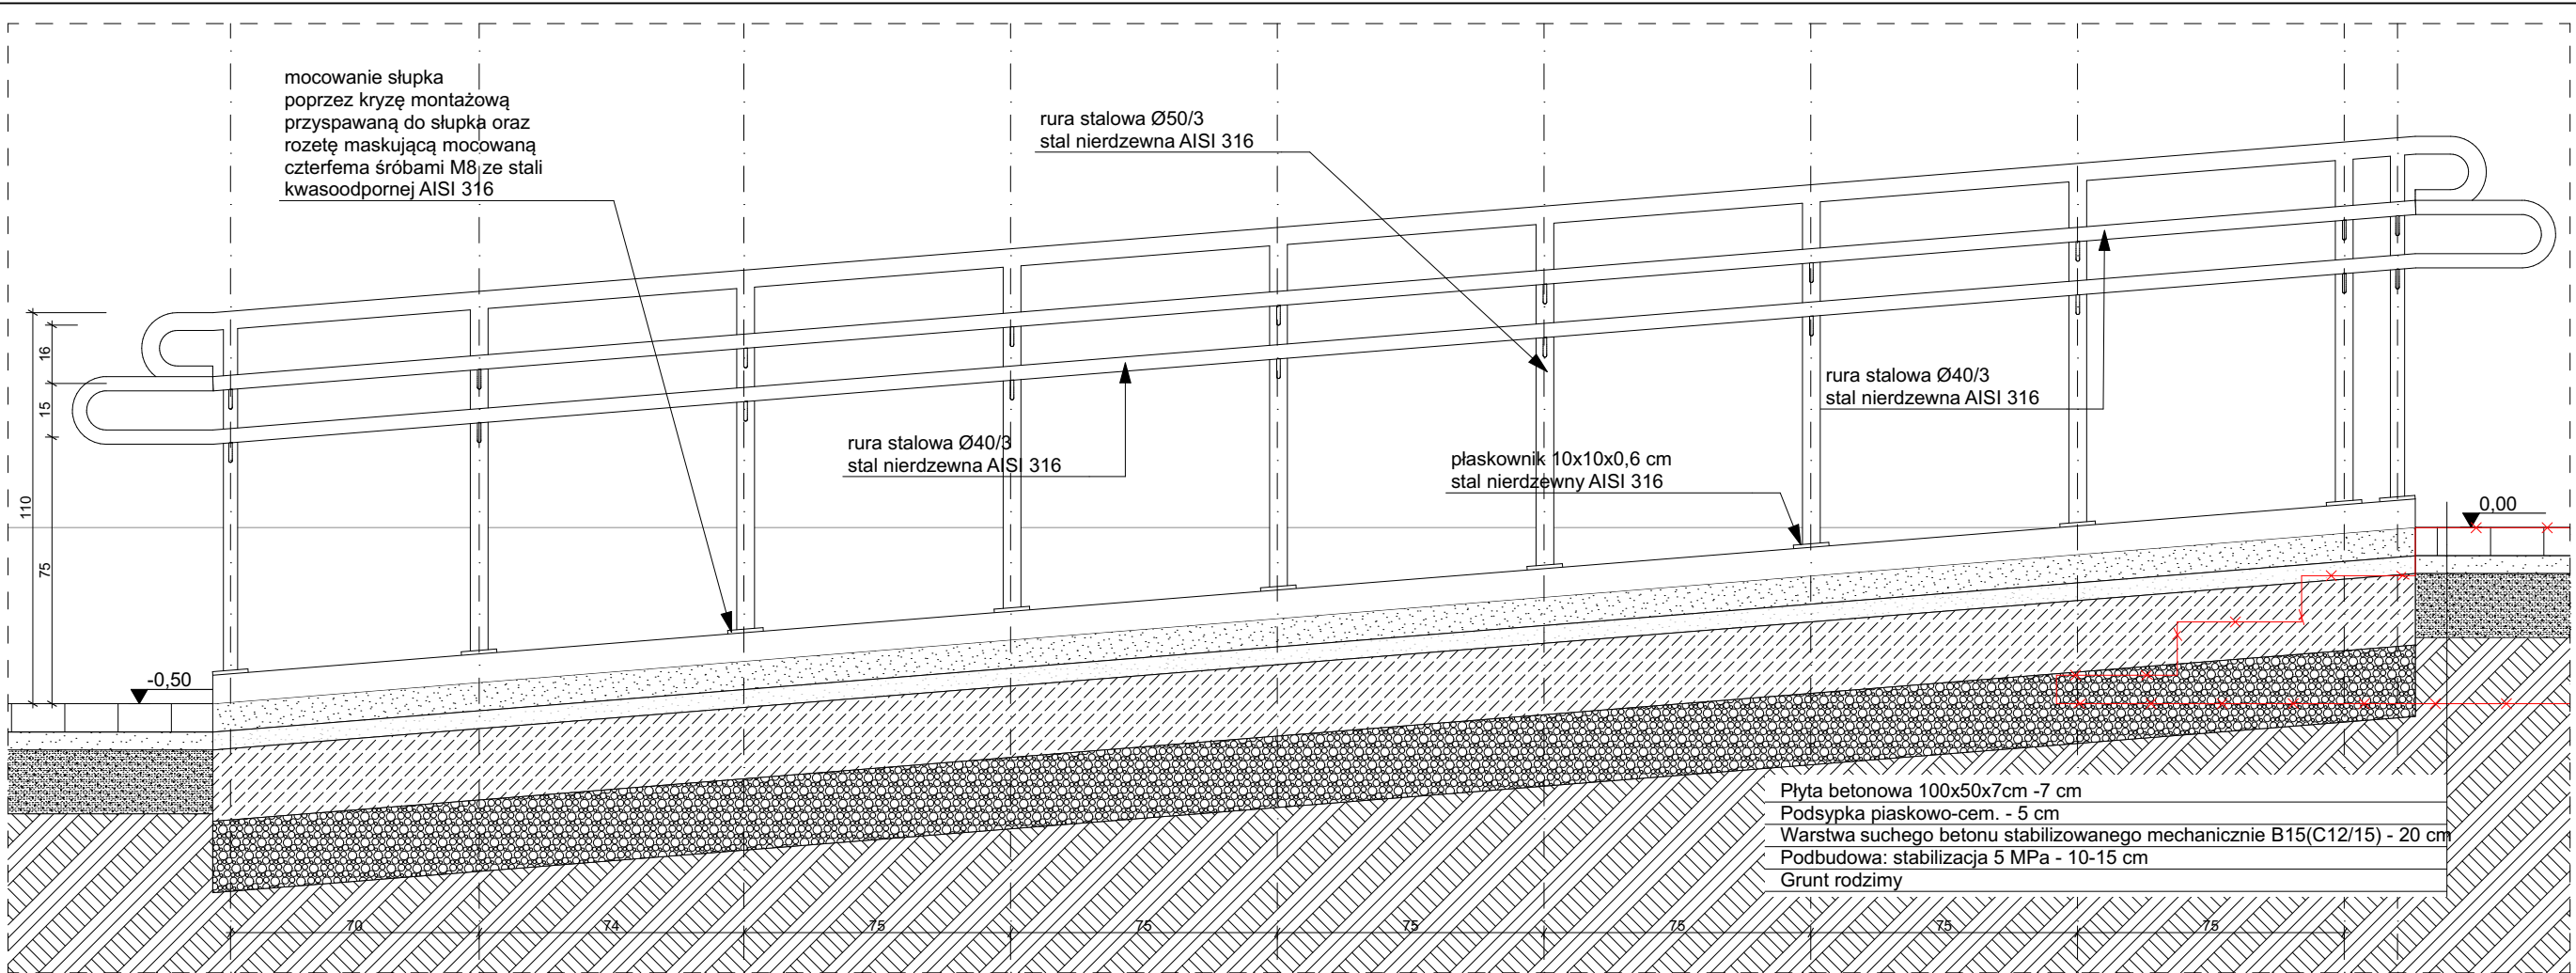 mocowanie słupka
poprzez kryzę montażową
przyspawaną do słupka oraz
rozetę maskującą mocowaną
czterfema śróbami M8 ze stali
kwasoodpornej AISI 316
rura stalowa Ø50/3
stal nierdzewna AISI 316
rura stalowa Ø40/3
stal nierdzewna AISI 316
rura stalowa Ø40/3
stal nierdzewna AISI 316
płaskownik 10x10x0,6 cm
stal nierdzewny AISI 316
16
15
110
75
-0,50
0,00
Płyta betonowa 100x50x7cm -7 cm
Podsypka piaskowo-cem. - 5 cm
Warstwa suchego betonu stabilizowanego mechanicznie B15(C12/15) - 20 cm
Podbudowa: stabilizacja 5 MPa - 10-15 cm
Grunt rodzimy
70 74 75 75 75 75 75 75